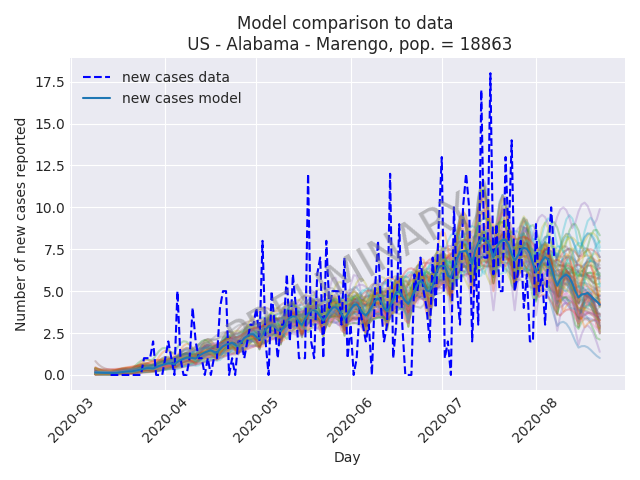 Model comparison to data
US - Alabama - Marengo, pop. = 18863
new cases data
new cases model
PRELIMINARY
Number of new cases reported
17.5
15.0
12.5
10.0
7.5
5.0
2.5
0.0
2020-03
2020-04
2020-05
2020-06
2020-07
2020-08
Day